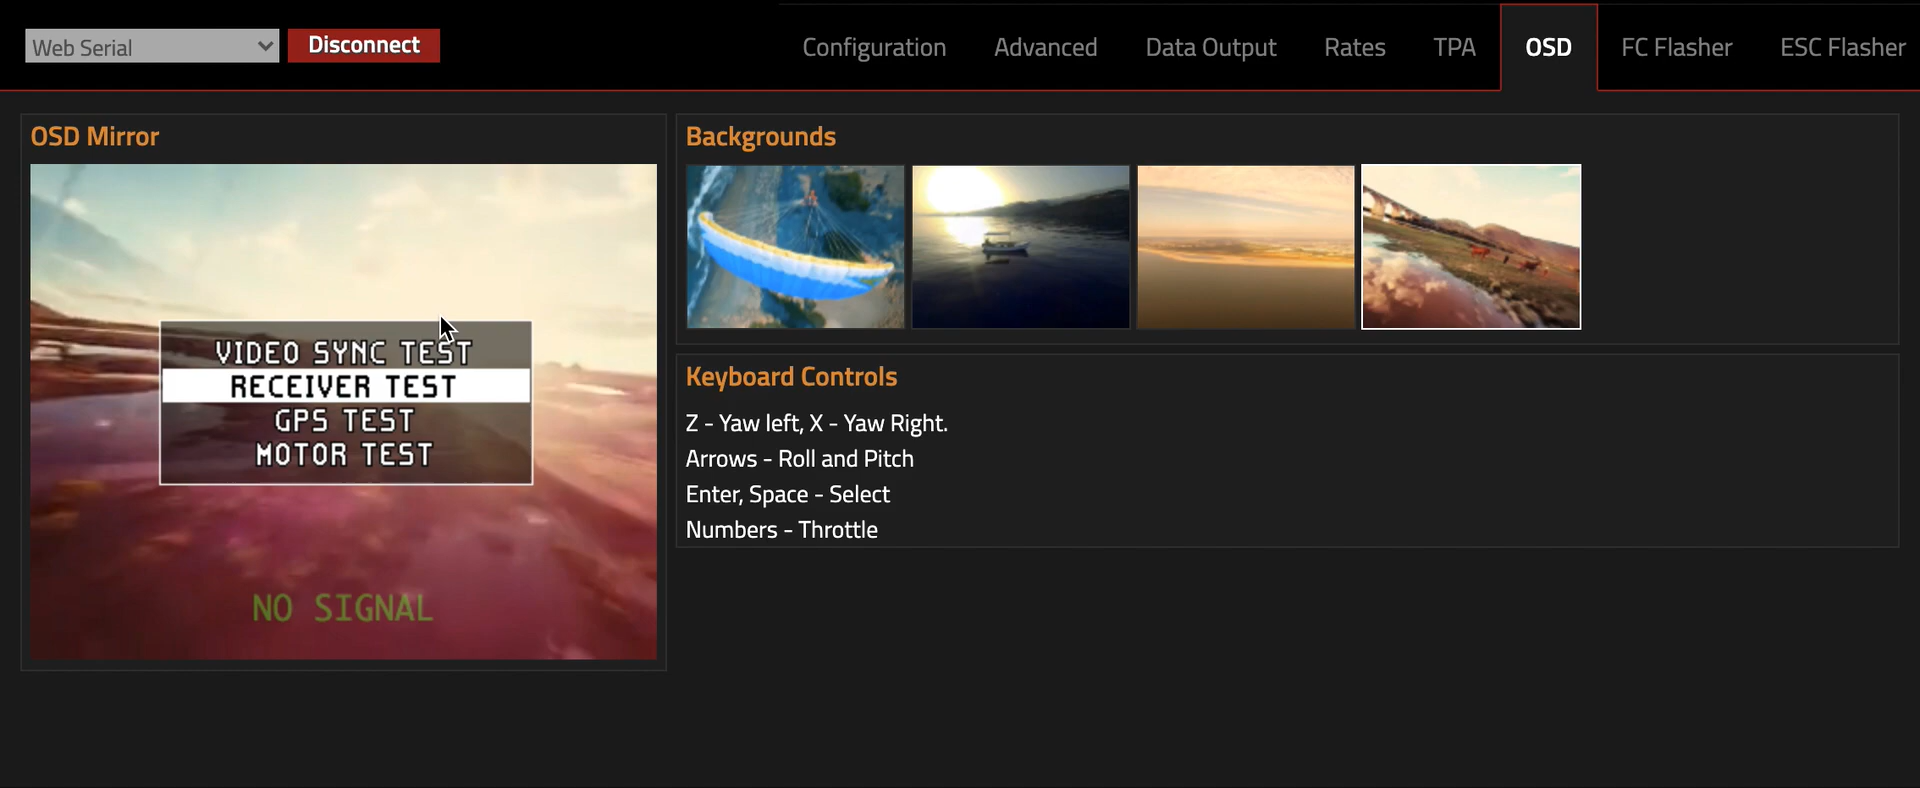 Web Serial
Disconnect
Configuration
Advanced
Data Output
Rates
TPA
OSD
FC Flasher
ESC Flasher
OSD Mirror
VIDEO SYNC TEST
RECEIVER TEST
GPS TEST
MOTOR TEST
NO SIGNAL
Backgrounds
Keyboard Controls
Z - Yaw left, X - Yaw Right.
Arrows - Roll and Pitch
Enter, Space - Select
Numbers - Throttle